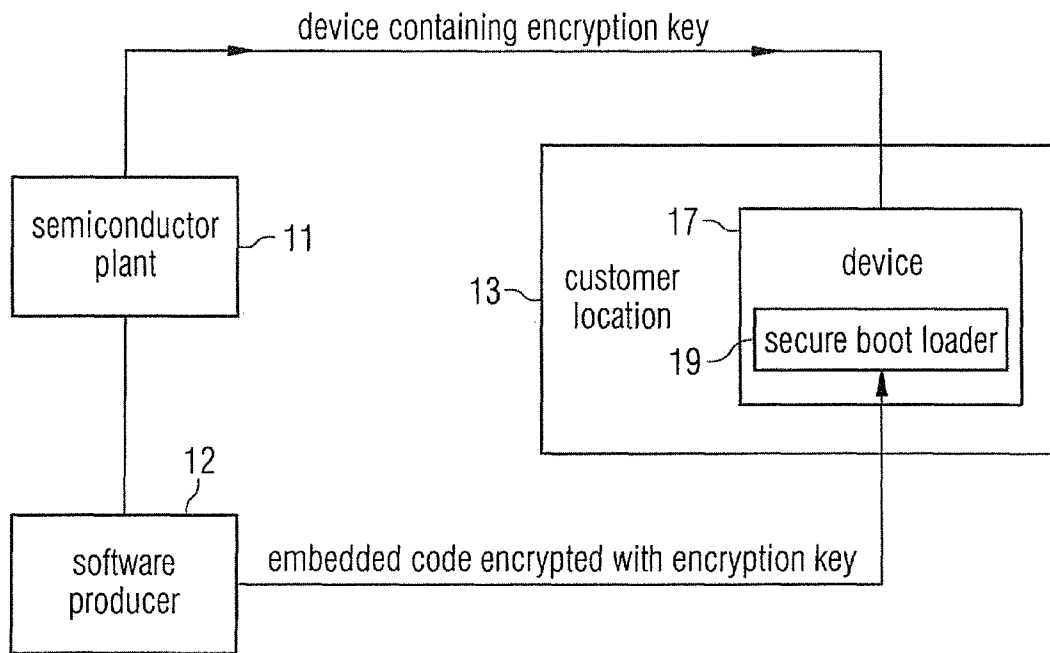 device containing encryption key
semiconductor
plant
11
17
device
13
customer
location
19
secure boot loader
12
software
producer
embedded code encrypted with encryption key